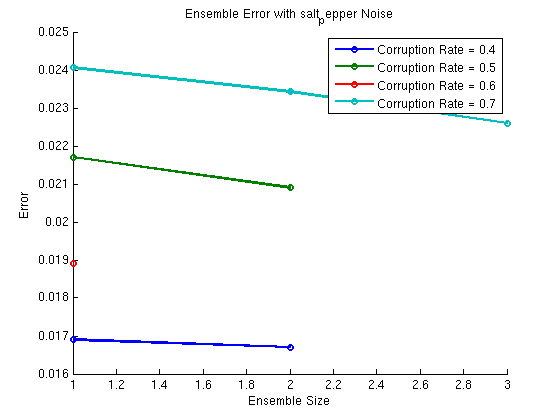 Ensemble Error with salt_pepper Noise
Corruption Rate = 0.4
Corruption Rate = 0.5
Corruption Rate = 0.6
Corruption Rate = 0.7
0.025
0.024
0.023
0.022
0.021
0.02
0.019
0.018
0.017
0.016
Error
1 1.2 1.4 1.6 1.8 2 2.2 2.4 2.6 2.8 3
Ensemble Size